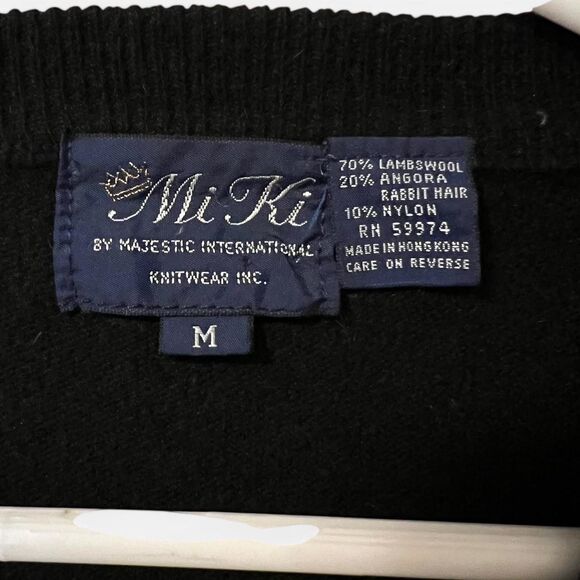 Mi Ki
BY MAJESTIC INTERNATIONAL
KNITWEAR INC.
M
70% LAMBSWOOL
20% ANGORA
RABBIT HAIR
10% NYLON
RN 59974
MADE IN HONG KONG
CARE ON REVERSE